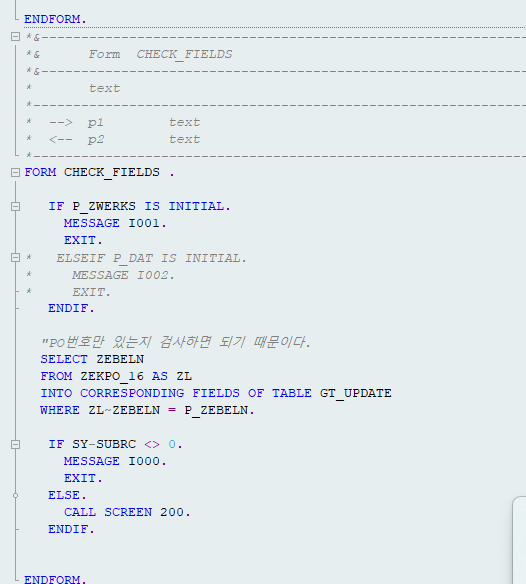 ENDFORM.
*&---------------------------------------------------------------------
*&      Form  CHECK_FIELDS
*&---------------------------------------------------------------------
*       text
*----------------------------------------------------------------------
*  -->  p1        text
*  <--  p2        text
*----------------------------------------------------------------------
FORM CHECK_FIELDS .
IF P_ZWERKS IS INITIAL.
MESSAGE I001.
EXIT.
*   ELSEIF P_DAT IS INITIAL.
*     MESSAGE I002.
*     EXIT.
ENDIF.
"PO번호만 있는지 검사하면 되기 때문이다.
SELECT ZEBELN
FROM ZEKPO_16 AS ZL
INTO CORRESPONDING FIELDS OF TABLE GT_UPDATE
WHERE ZL~ZEBELN = P_ZEBELN.
IF SY-SUBRC <> 0.
MESSAGE I000.
EXIT.
ELSE.
CALL SCREEN 200.
ENDIF.
ENDFORM.